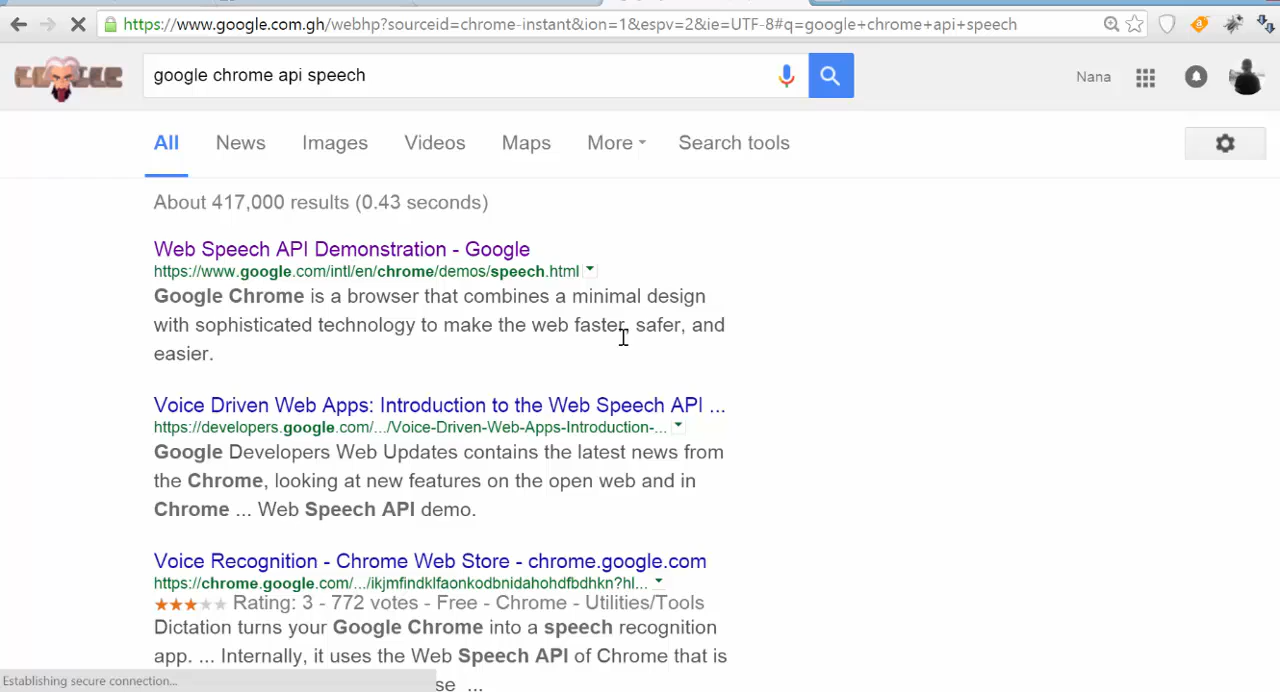 https://www.google.com.gh/webhp?sourceid=chrome-instant&ion=1&espv=2&ie=UTF-8#q=google+chrome+api+speech
google chrome api speech
Nana
All News Images Videos Maps More Search tools
About 417,000 results (0.43 seconds)
Web Speech API Demonstration - Google
https://www.google.com/intl/en/chrome/demos/speech.html
Google Chrome is a browser that combines a minimal design
with sophisticated technology to make the web faster, safer, and
easier.
Voice Driven Web Apps: Introduction to the Web Speech API ...
https://developers.google.com/.../Voice-Driven-Web-Apps-Introduction-...
Google Developers Web Updates contains the latest news from
the Chrome, looking at new features on the open web and in
Chrome ... Web Speech API demo.
Voice Recognition - Chrome Web Store - chrome.google.com
https://chrome.google.com/.../ikjmfindklfaonkodbnidahohdfbdhkn?hl...
Rating: 3 - 772 votes - Free - Chrome - Utilities/Tools
Dictation turns your Google Chrome into a speech recognition
app. ... Internally, it uses the Web Speech API of Chrome that is
Establishing secure connection...
se ...